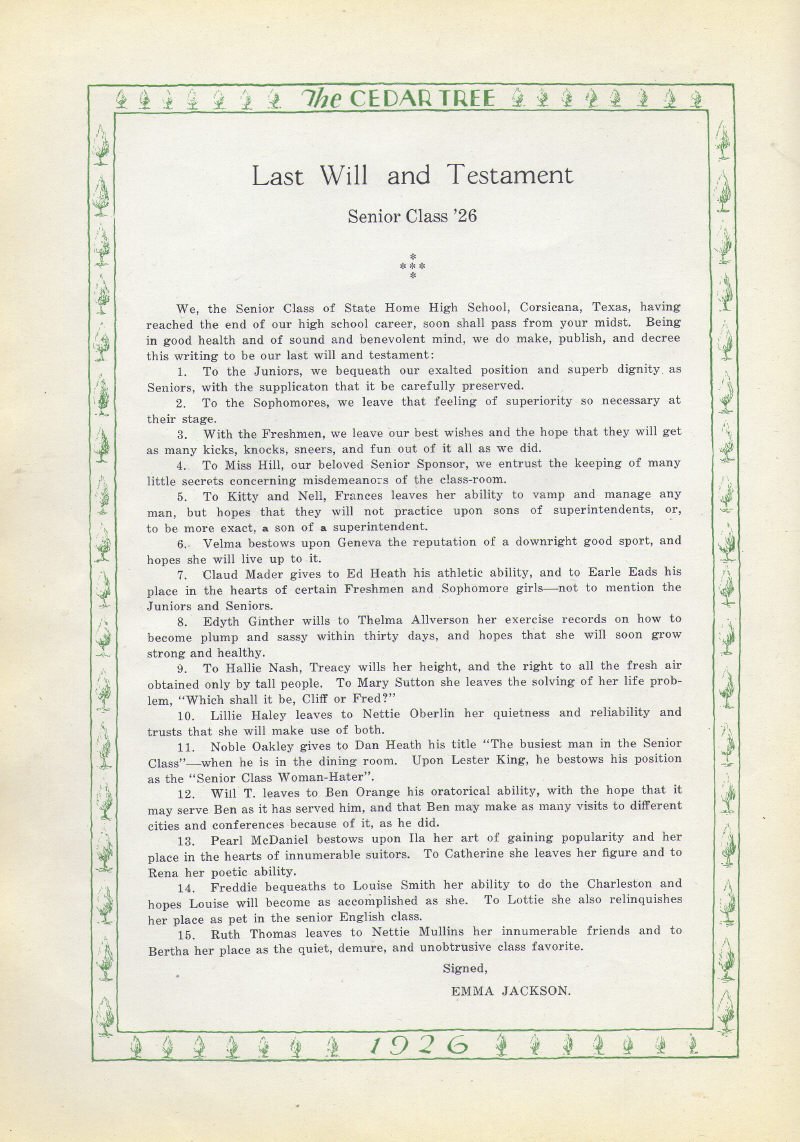 The CEDAR TREE
Last Will and Testament
Senior Class '26
*
***
*
We, the Senior Class of State Home High School, Corsicana, Texas, having
reached the end of our high school career, soon shall pass from your midst. Being
in good health and of sound and benevolent mind, we do make, publish, and decree
this writing to be our last will and testament:
1. To the Juniors, we bequeath our exalted position and superb dignity as
Seniors, with the supplicaton that it be carefully preserved.
2. To the Sophomores, we leave that feeling of superiority so necessary at
their stage.
3. With the Freshmen, we leave our best wishes and the hope that they will get
as many kicks, knocks, sneers, and fun out of it all as we did.
4. To Miss Hill, our beloved Senior Sponsor, we entrust the keeping of many
little secrets concerning misdemeanors of the class-room.
5. To Kitty and Nell, Frances leaves her ability to vamp and manage any
man, but hopes that they will not practice upon sons of superintendents, or,
to be more exact, a son of a superintendent.
6. Velma bestows upon Geneva the reputation of a downright good sport, and
hopes she will live up to it.
7. Claud Mader gives to Ed Heath his athletic ability, and to Earle Eads his
place in the hearts of certain Freshmen and Sophomore girls—not to mention the
Juniors and Seniors.
8. Edyth Ginther wills to Thelma Allverson her exercise records on how to
become plump and sassy within thirty days, and hopes that she will soon grow
strong and healthy.
9. To Hallie Nash, Treacy wills her height, and the right to all the fresh air
obtained only by tall people. To Mary Sutton she leaves the solving of her life prob-
lem, "Which shall it be, Cliff or Fred?"
10. Lillie Haley leaves to Nettie Oberlin her quietness and reliability and
trusts that she will make use of both.
11. Noble Oakley gives to Dan Heath his title "The busiest man in the Senior
Class"—when he is in the dining room. Upon Lester King, he bestows his position
as the "Senior Class Woman-Hater".
12. Will T. leaves to Ben Orange his oratorical ability, with the hope that it
may serve Ben as it has served him, and that Ben may make as many visits to different
cities and conferences because of it, as he did.
13. Pearl McDaniel bestows upon Ila her art of gaining popularity and her
place in the hearts of innumerable suitors. To Catherine she leaves her figure and to
Rena her poetic ability.
14. Freddie bequeaths to Louise Smith her ability to do the Charleston and
hopes Louise will become as accomplished as she. To Lottie she also relinquishes
her place as pet in the senior English class.
15. Ruth Thomas leaves to Nettie Mullins her innumerable friends and to
Bertha her place as the quiet, demure, and unobtrusive class favorite.
Signed,
EMMA JACKSON.
1926